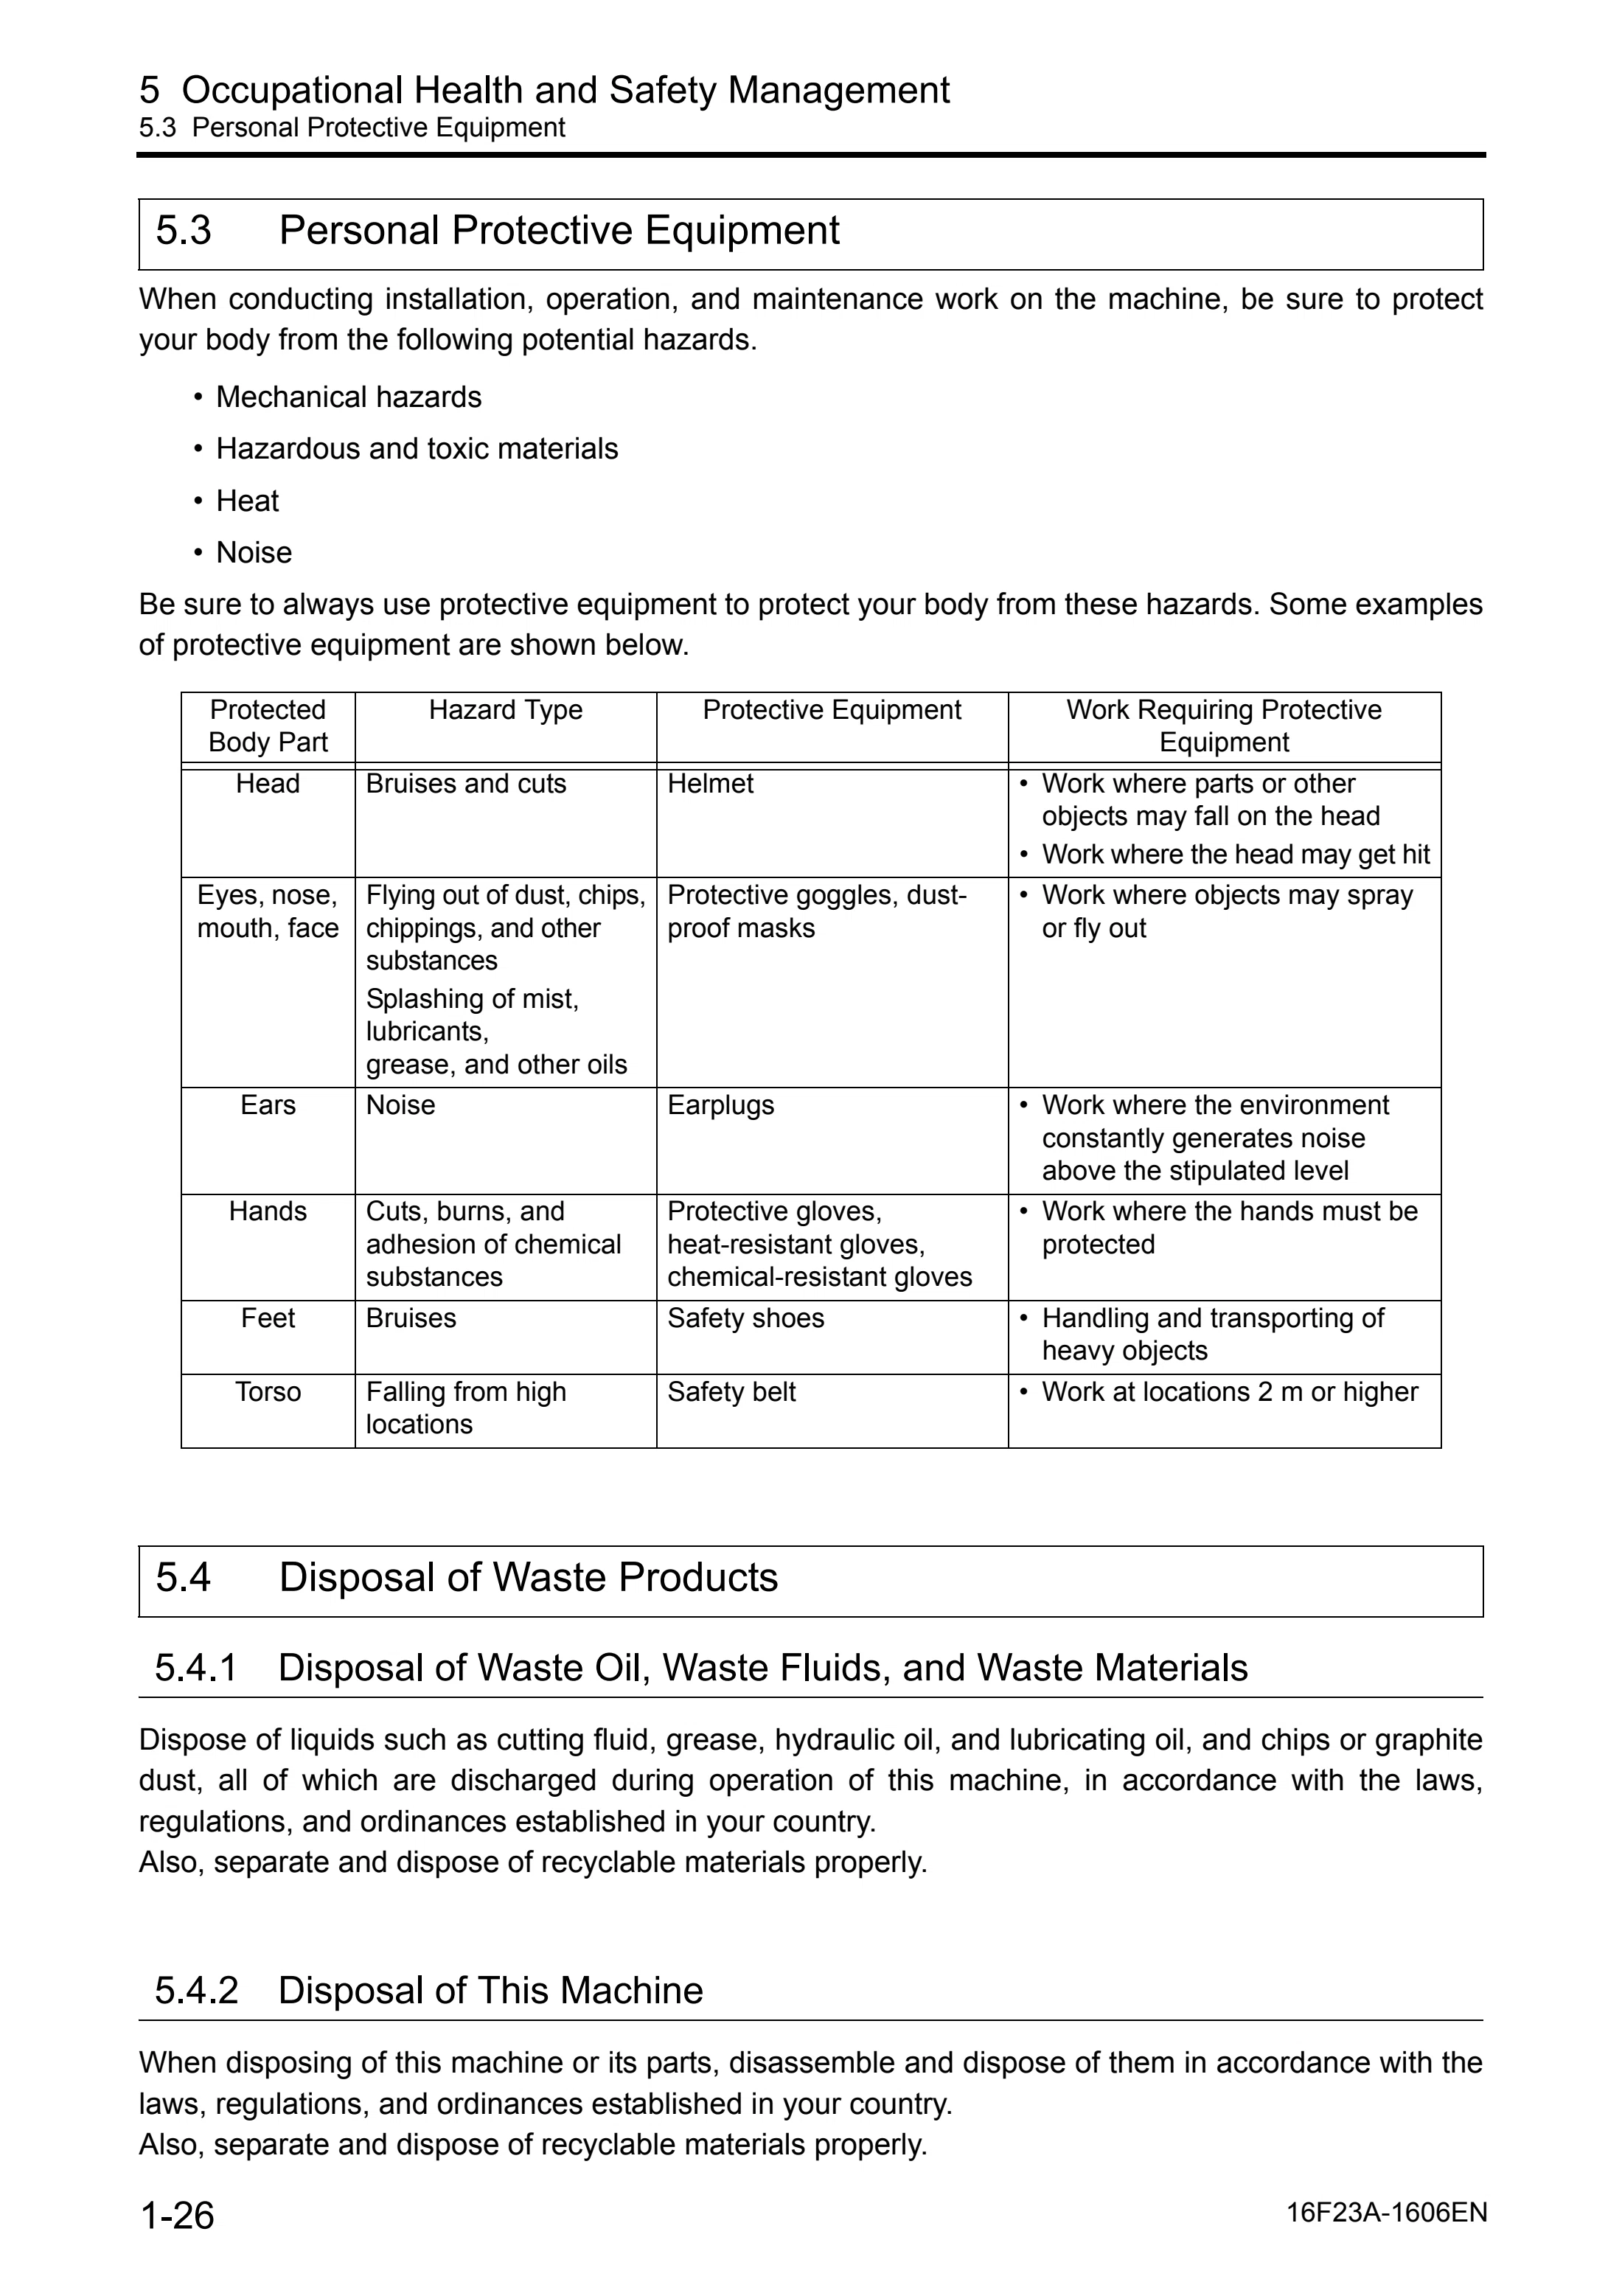 5 Occupational Health and Safety Management
5.3 Personal Protective Equipment
5.3 Personal Protective Equipment
When conducting installation, operation, and maintenance work on the machine, be sure to protect
your body from the following potential hazards.
• Mechanical hazards
• Hazardous and toxic materials
• Heat
• Noise
Be sure to always use protective equipment to protect your body from these hazards. Some examples
of protective equipment are shown below.
Protected
Body Part
Hazard Type
Protective Equipment
Work Requiring Protective
Equipment
Head
Bruises and cuts
Helmet
• Work where parts or other
objects may fall on the head
• Work where the head may get hit
Eyes, nose,
mouth, face
Flying out of dust, chips,
chippings, and other
substances
Splashing of mist,
lubricants,
grease, and other oils
Protective goggles, dust-
proof masks
• Work where objects may spray
or fly out
Ears
Noise
Earplugs
• Work where the environment
constantly generates noise
above the stipulated level
Hands
Cuts, burns, and
adhesion of chemical
substances
Protective gloves,
heat-resistant gloves,
chemical-resistant gloves
• Work where the hands must be
protected
Feet
Bruises
Safety shoes
• Handling and transporting of
heavy objects
Torso
Falling from high
locations
Safety belt
• Work at locations 2 m or higher
5.4 Disposal of Waste Products
5.4.1 Disposal of Waste Oil, Waste Fluids, and Waste Materials
Dispose of liquids such as cutting fluid, grease, hydraulic oil, and lubricating oil, and chips or graphite
dust, all of which are discharged during operation of this machine, in accordance with the laws,
regulations, and ordinances established in your country.
Also, separate and dispose of recyclable materials properly.
5.4.2 Disposal of This Machine
When disposing of this machine or its parts, disassemble and dispose of them in accordance with the
laws, regulations, and ordinances established in your country.
Also, separate and dispose of recyclable materials properly.
1-26
16F23A-1606EN